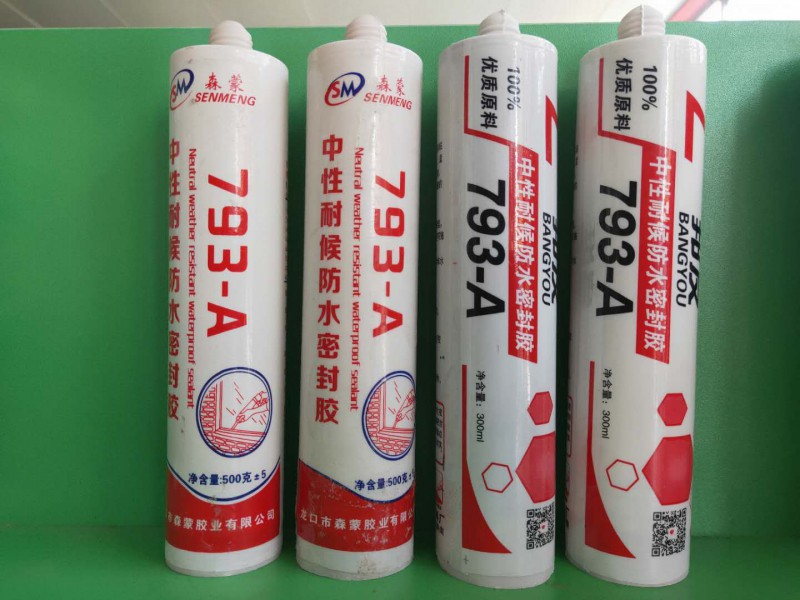 SM
森蒙
SENMENG
793-A
Neutral weather resistant waterproof sealant
中性耐候防水密封胶
净含量:500克±5
市森蒙胶业有限公司
SM
森蒙
SENMENG
793-A
Neutral weather resistant waterproof sealant
中性耐候防水密封胶
净含量:500克±
龙口市森蒙胶业有限公司
100%
优质原料
中性耐候防水密封胶
793-A
BANGYOU
净含量：300ml
100%
优质原料
中性耐候防水密封胶
793-A
BANGYOU
净含量：300ml